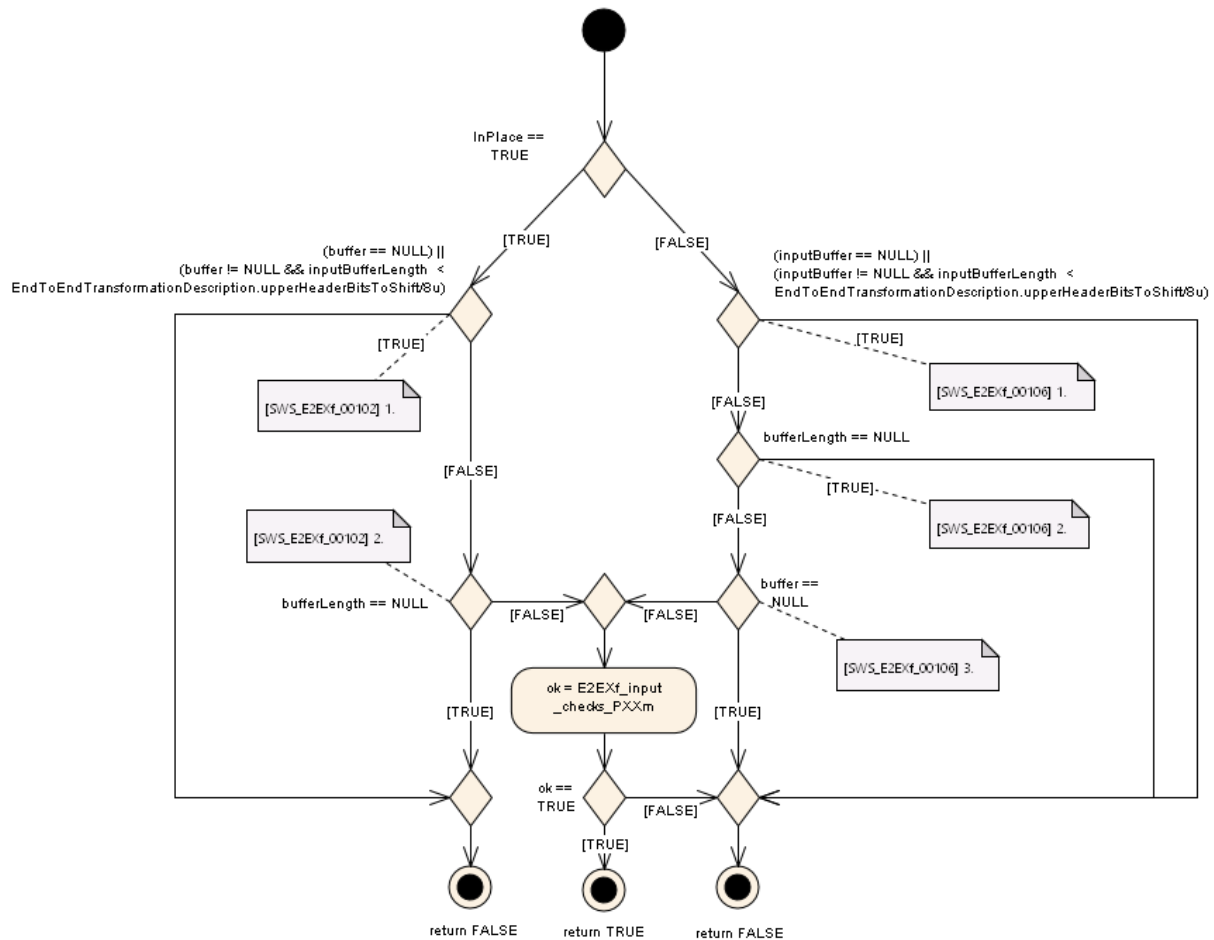 InPlace ==
TRUE
[TRUE]
[FALSE]
(buffer == NULL) ||
(buffer != NULL && inputBufferLength <
EndToEndTransformationDescription.upperHeaderBitsToShift/8u)
(inputBuffer == NULL) ||
(inputBuffer != NULL && inputBufferLength <
EndToEndTransformationDescription.upperHeaderBitsToShift/8u)
[TRUE]
[TRUE]
[SWS_E2EXf_00102] 1.
[SWS_E2EXf_00106] 1.
[FALSE]
bufferLength == NULL
[FALSE]
[TRUE]
[SWS_E2EXf_00102] 2.
[FALSE]
[SWS_E2EXf_00106] 2.
bufferLength == NULL
buffer ==
NULL
[FALSE]
[FALSE]
[SWS_E2EXf_00106] 3.
ok = E2EXf_input
_checks_PXXm
[TRUE]
[TRUE]
ok ==
TRUE
[FALSE]
[TRUE]
return FALSE
return TRUE
return FALSE